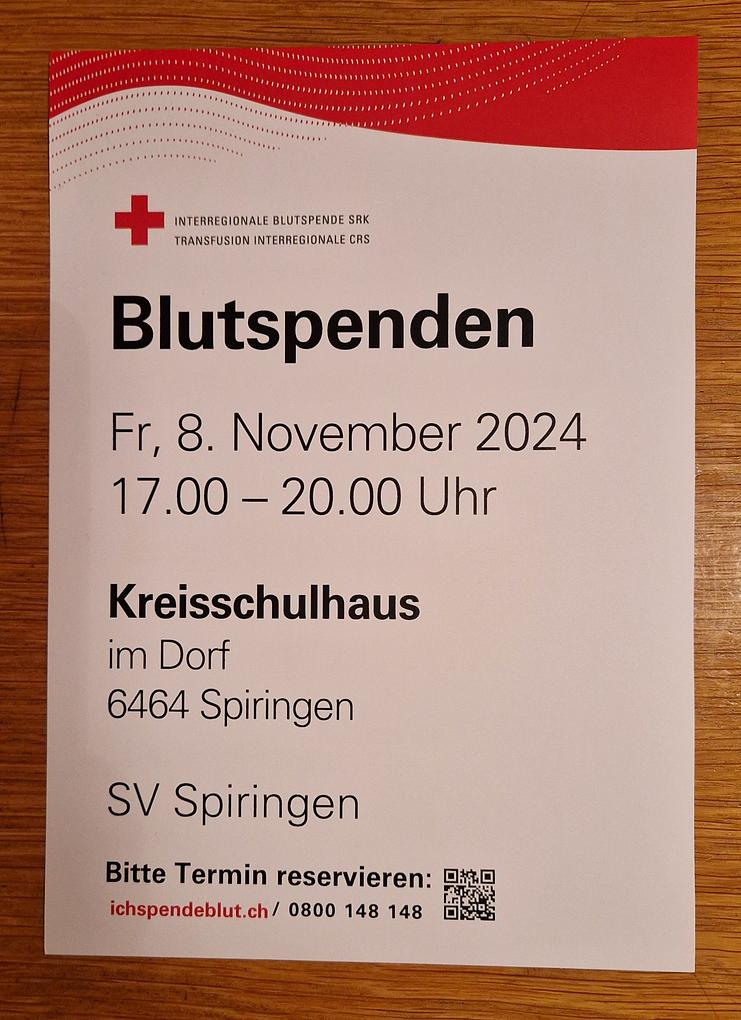 INTERREGIONALE BLUTSPENDE SRK
TRANSFUSION INTERREGIONALE CRS
Blutspenden
Fr, 8. November 2024
17.00 – 20.00 Uhr
Kreisschulhaus
im Dorf
6464 Spiringen
SV Spiringen
Bitte Termin reservieren:
ichspendeblut.ch / 0800 148 148